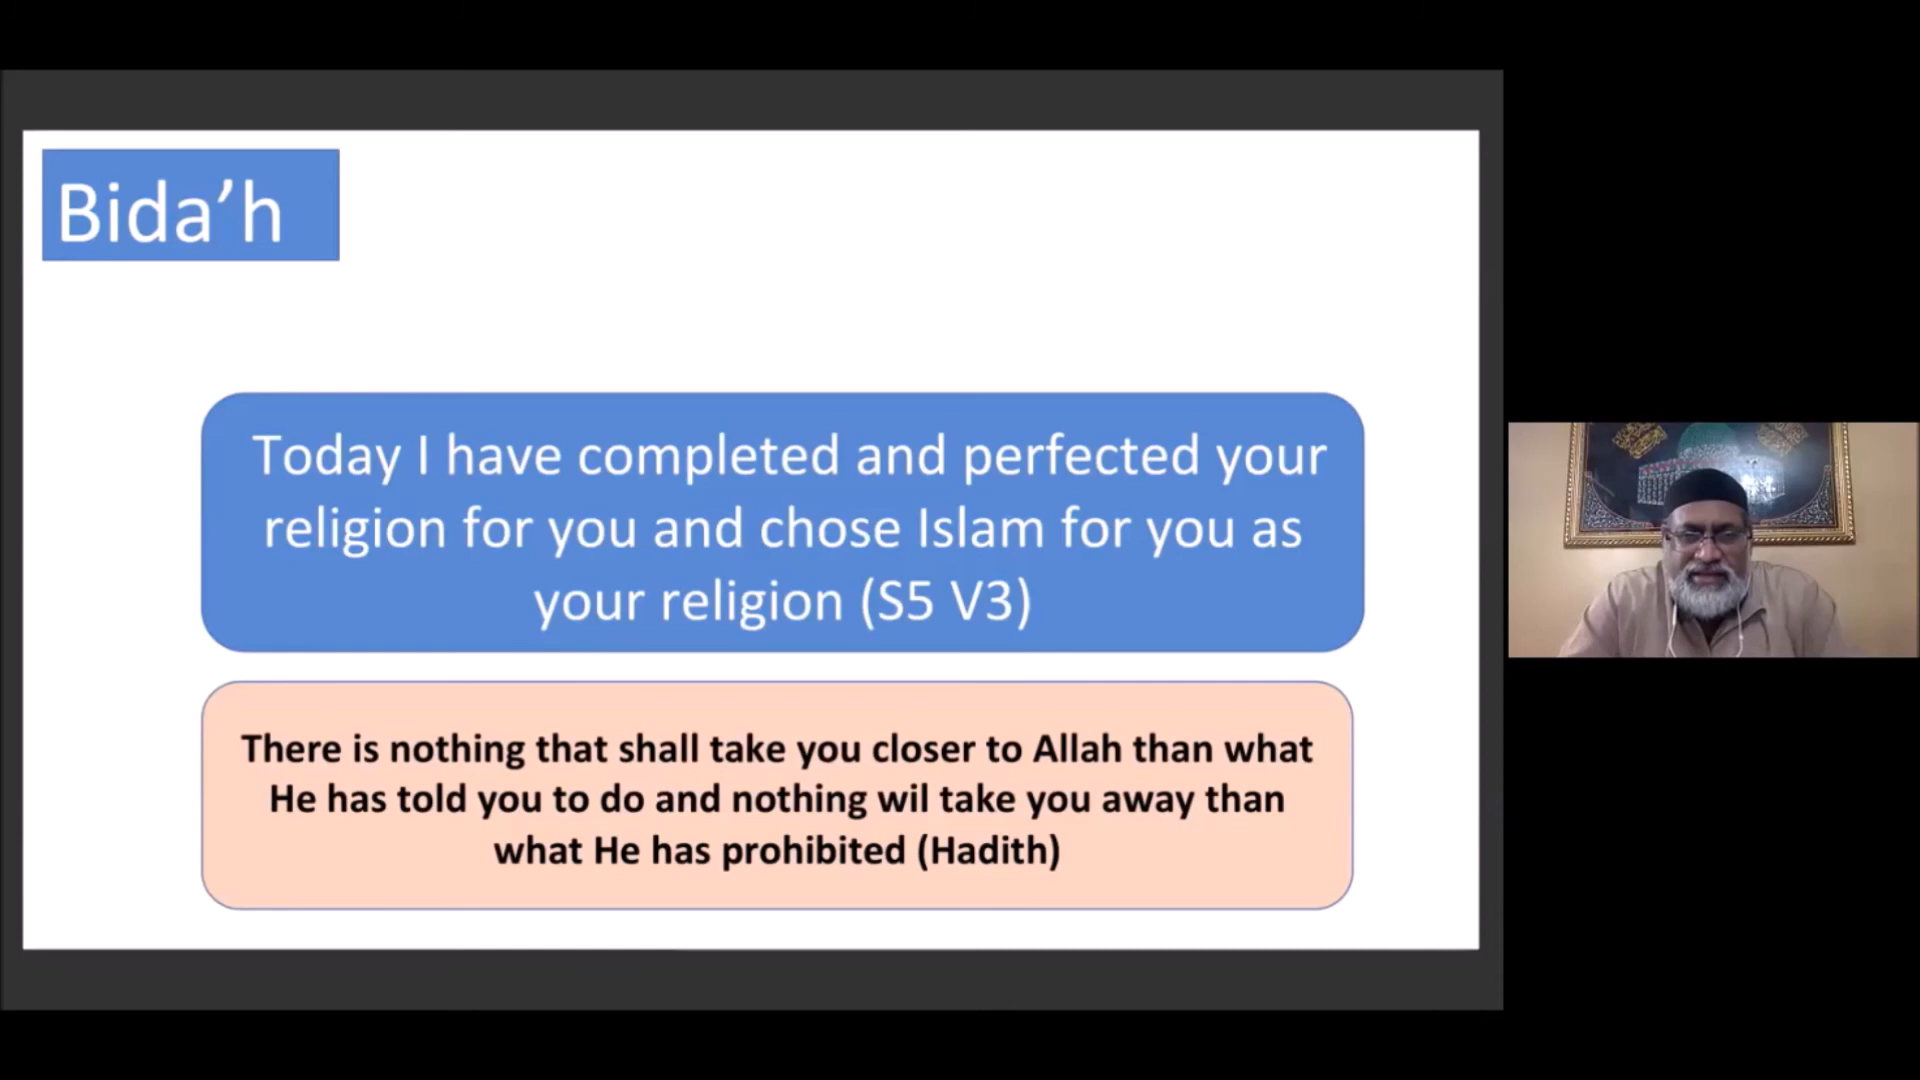 Bida’h
Today I have completed and perfected your
religion for you and chose Islam for you as
your religion (S5 V3)
There is nothing that shall take you closer to Allah than what
He has told you to do and nothing wil take you away than
what He has prohibited (Hadith)